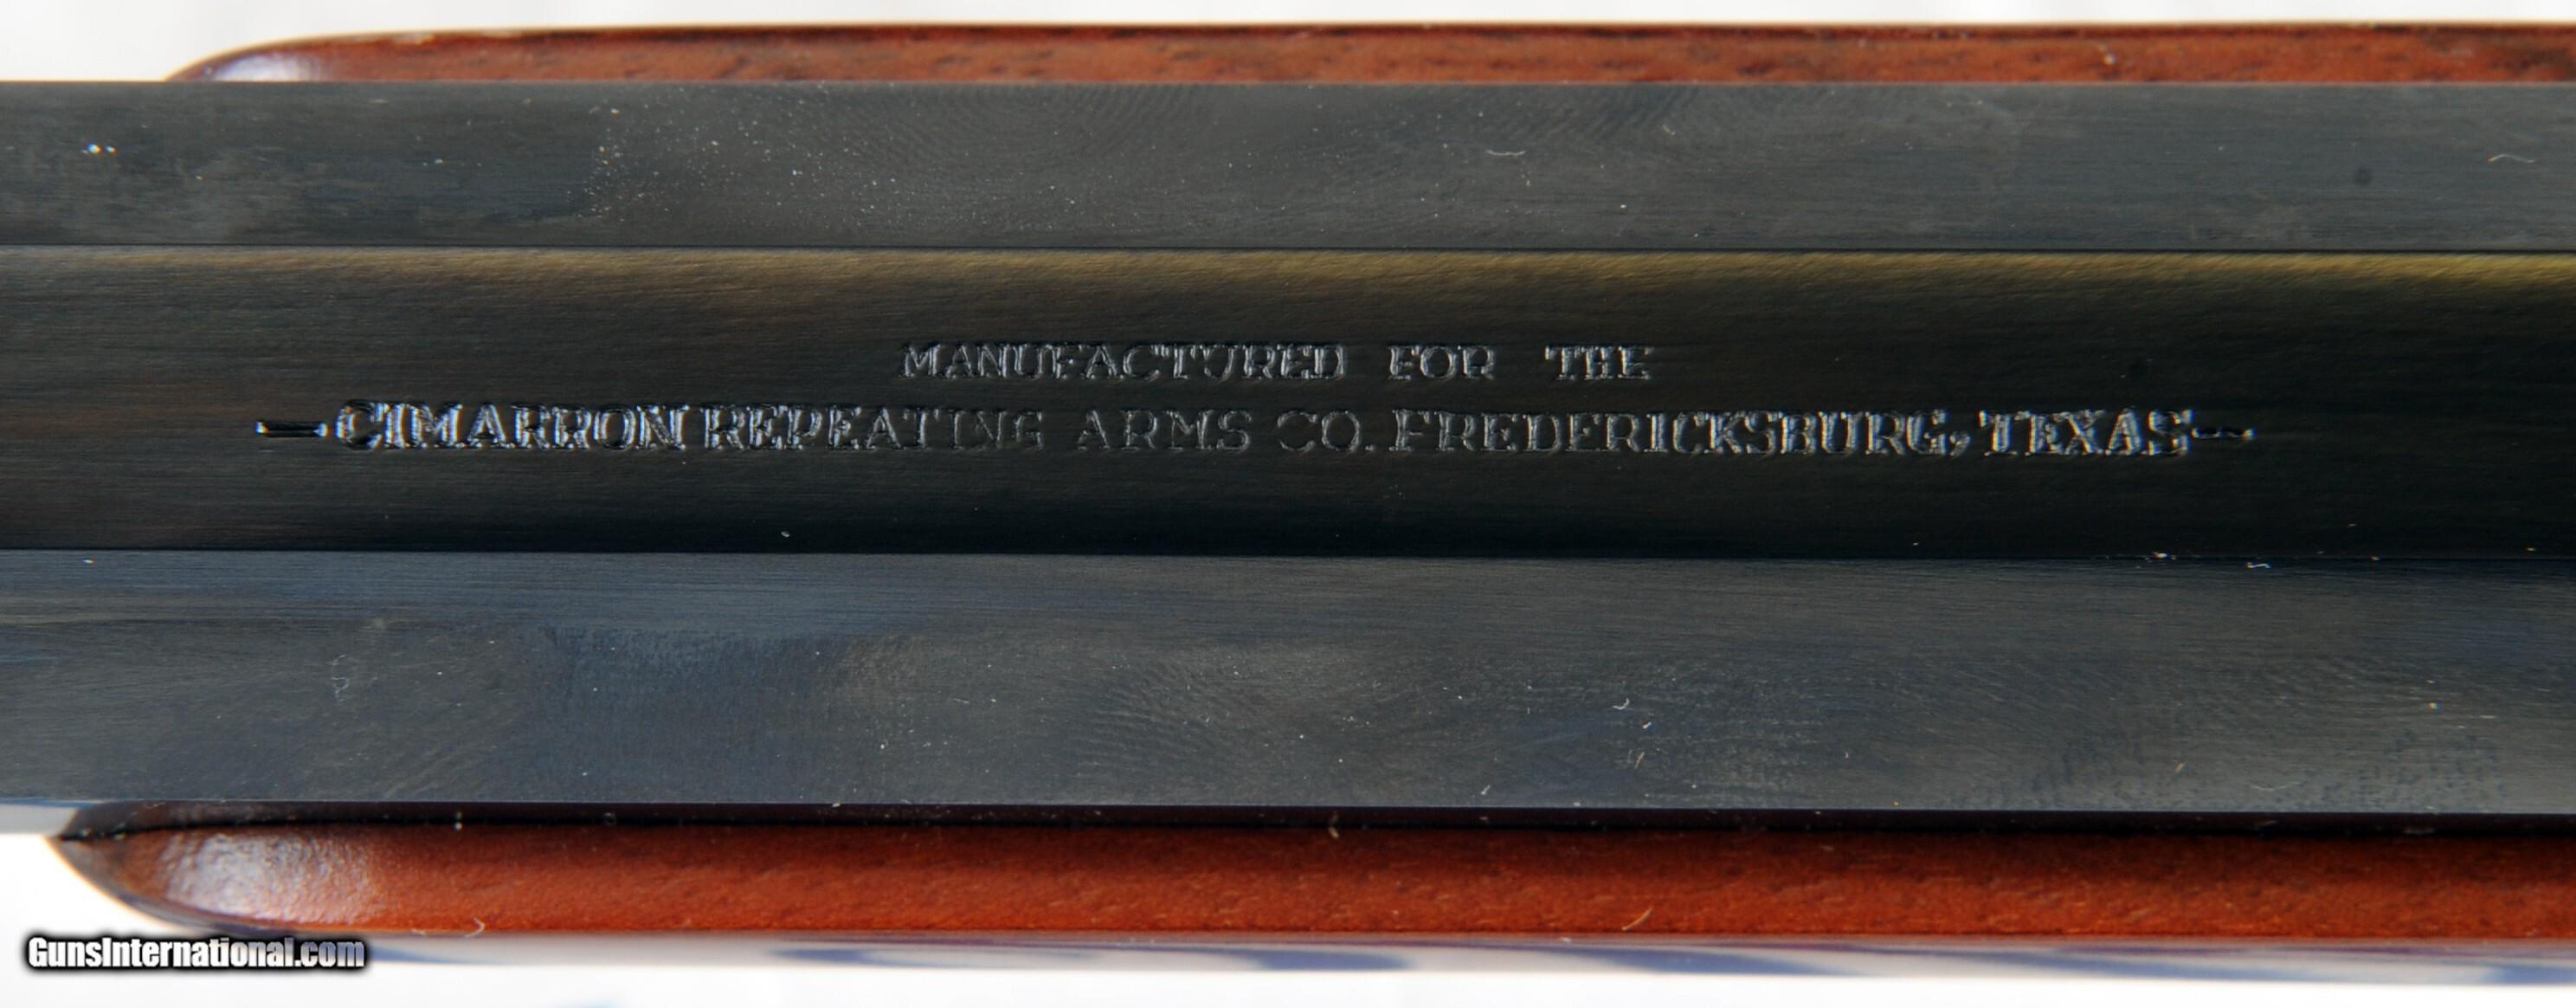 MANUFACTURED FOR THE
—CIMARRON REPEATING ARMS CO. FREDERICKSBURG, TEXAS—
GunsInternational.com